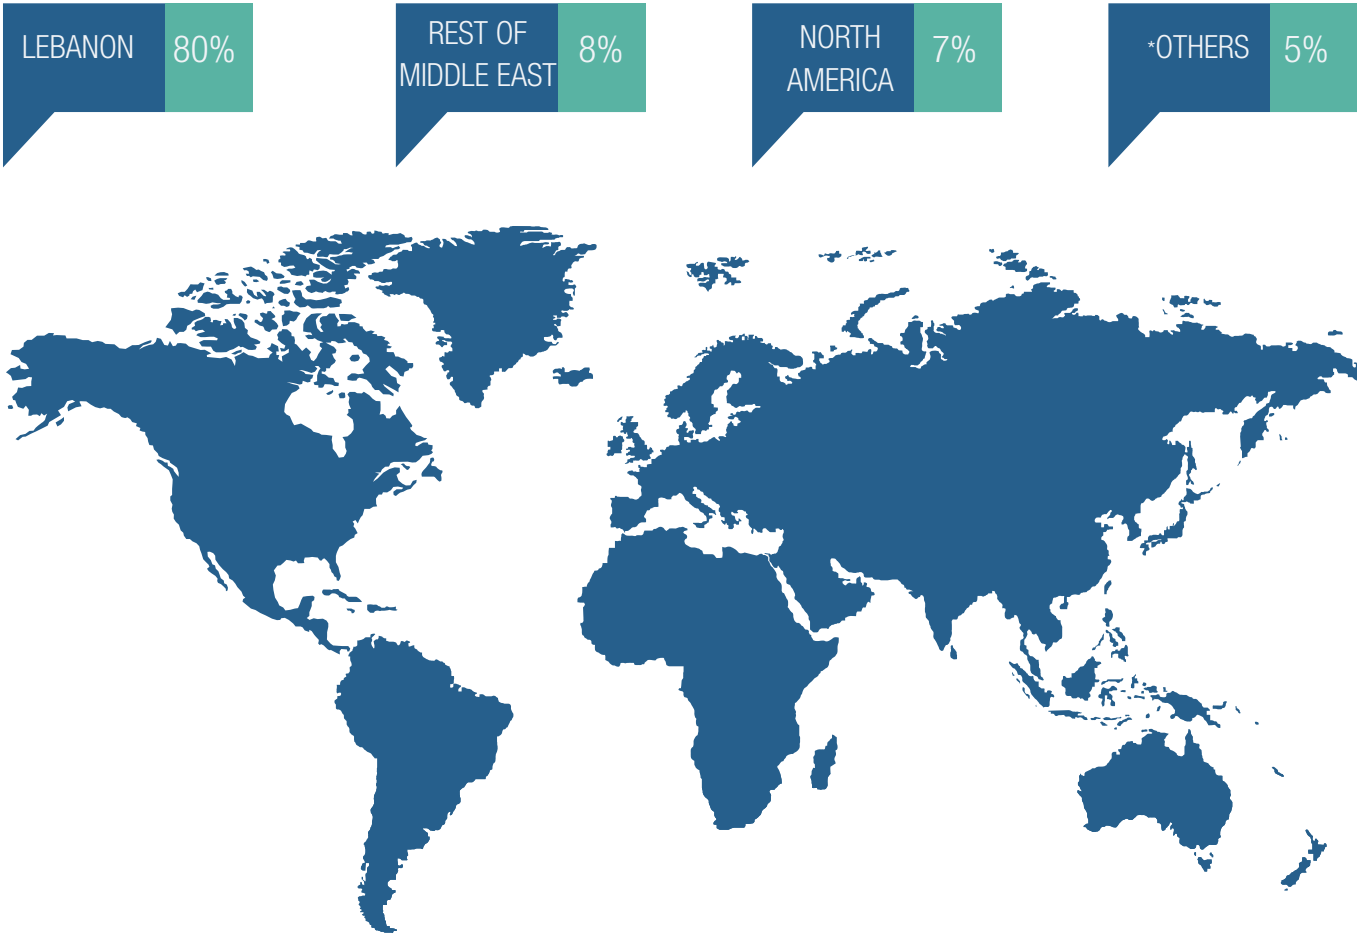 LEBANON 80%
REST OF
MIDDLE EAST 8%
NORTH
AMERICA 7%
*OTHERS 5%